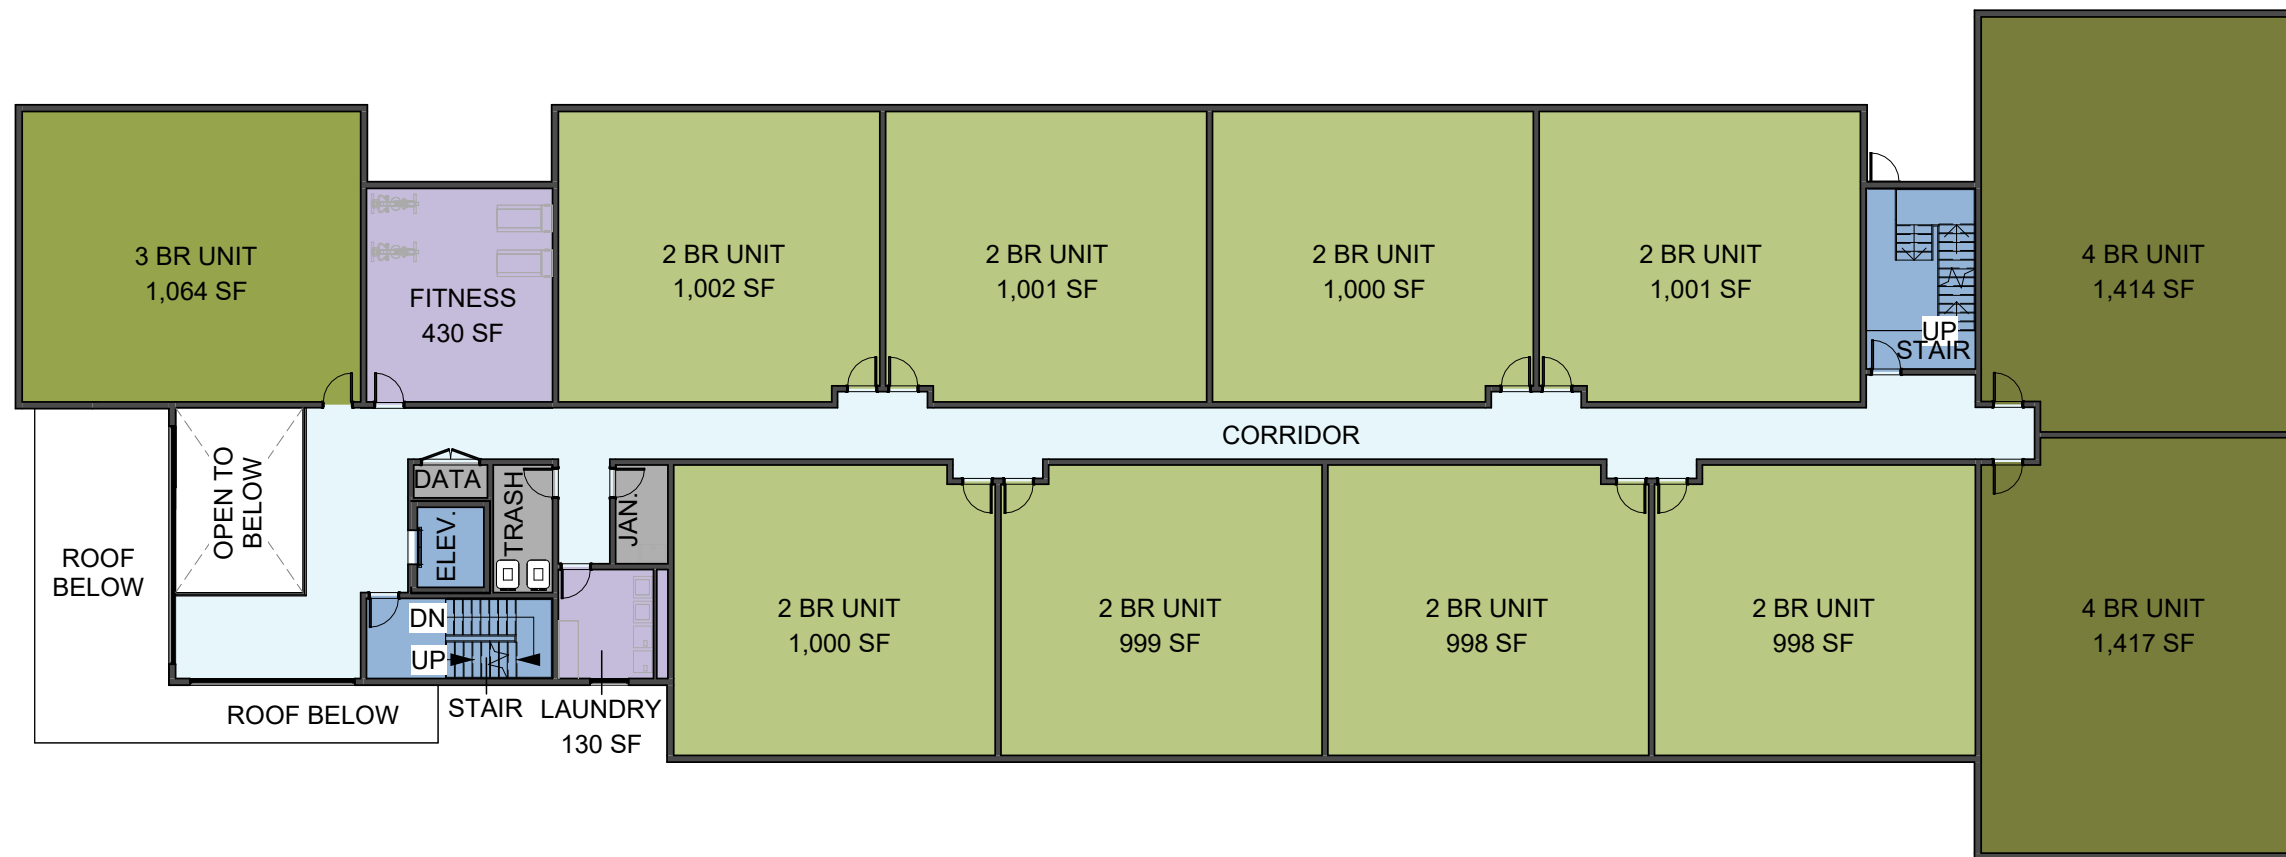 3 BR UNIT
1,064 SF
FITNESS
430 SF
2 BR UNIT
1,002 SF
2 BR UNIT
1,001 SF
2 BR UNIT
1,000 SF
2 BR UNIT
1,001 SF
UP
STAIR
4 BR UNIT
1,414 SF
CORRIDOR
OPEN TO
BELOW
ROOF
BELOW
DATA
ELEV.
TRASH
JAN.
DN
UP
ROOF BELOW
STAIR
LAUNDRY
130 SF
2 BR UNIT
1,000 SF
2 BR UNIT
999 SF
2 BR UNIT
998 SF
2 BR UNIT
998 SF
4 BR UNIT
1,417 SF